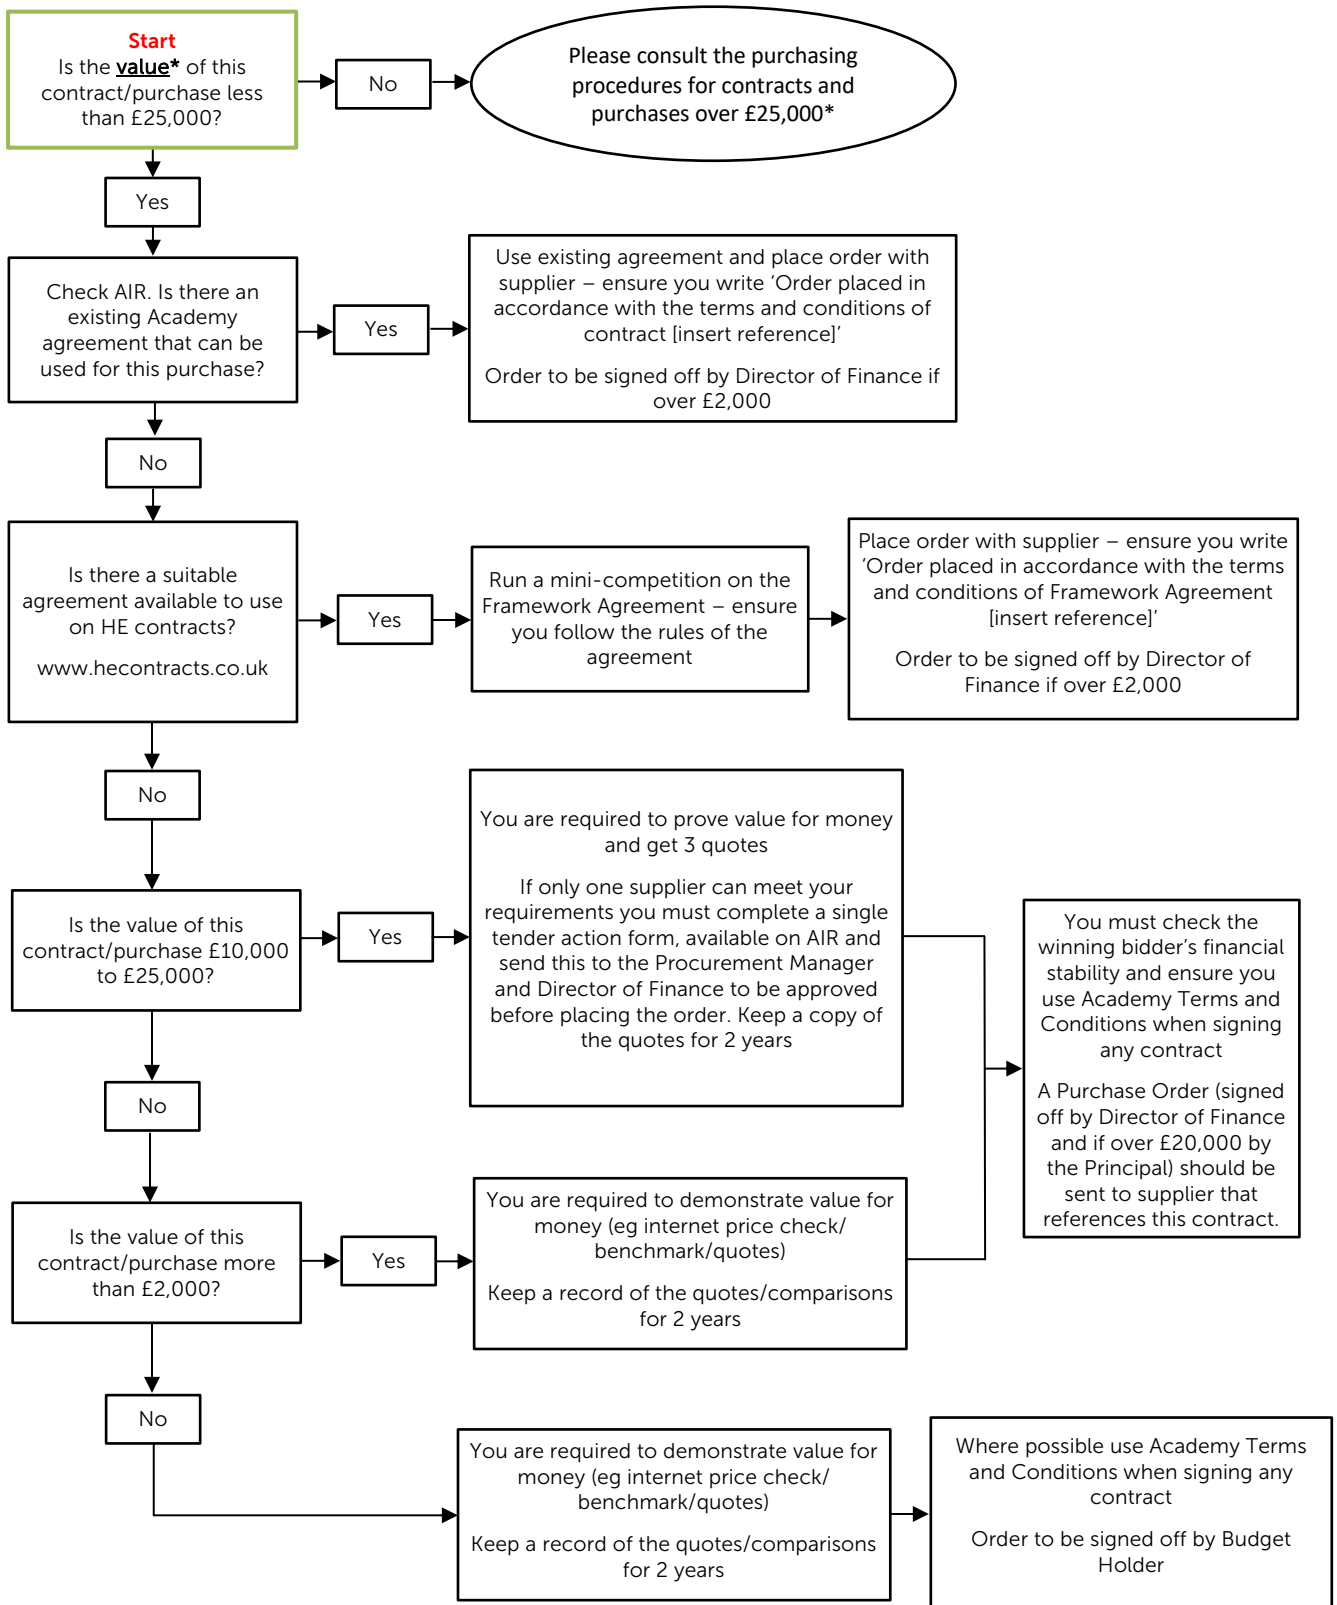 Start
Is the value* of this
contract/purchase less
than £25,000?
No
Please consult the purchasing
procedures for contracts and
purchases over £25,000*
Yes
Check AIR. Is there an
existing Academy
agreement that can be
used for this purchase?
Yes
Use existing agreement and place order with
supplier – ensure you write ‘Order placed in
accordance with the terms and conditions of
contract [insert reference]’
Order to be signed off by Director of Finance if
over £2,000
No
Is there a suitable
agreement available to use
on HE contracts?
www.hecontracts.co.uk
Yes
Run a mini-competition on the
Framework Agreement – ensure
you follow the rules of the
agreement
Place order with supplier – ensure you write
‘Order placed in accordance with the terms
and conditions of Framework Agreement
[insert reference]’
Order to be signed off by Director of
Finance if over £2,000
No
Is the value of this
contract/purchase £10,000
to £25,000?
Yes
You are required to prove value for money
and get 3 quotes
If only one supplier can meet your
requirements you must complete a single
tender action form, available on AIR and
send this to the Procurement Manager
and Director of Finance to be approved
before placing the order. Keep a copy of
the quotes for 2 years
You must check the
winning bidder’s financial
stability and ensure you
use Academy Terms and
Conditions when signing
any contract
A Purchase Order (signed
off by Director of Finance
and if over £20,000 by
the Principal) should be
sent to supplier that
references this contract.
No
Is the value of this
contract/purchase more
than £2,000?
Yes
You are required to demonstrate value for
money (eg internet price check/
benchmark/quotes)
Keep a record of the quotes/comparisons
for 2 years
No
You are required to demonstrate value for
money (eg internet price check/
benchmark/quotes)
Keep a record of the quotes/comparisons
for 2 years
Where possible use Academy Terms
and Conditions when signing any
contract
Order to be signed off by Budget
Holder